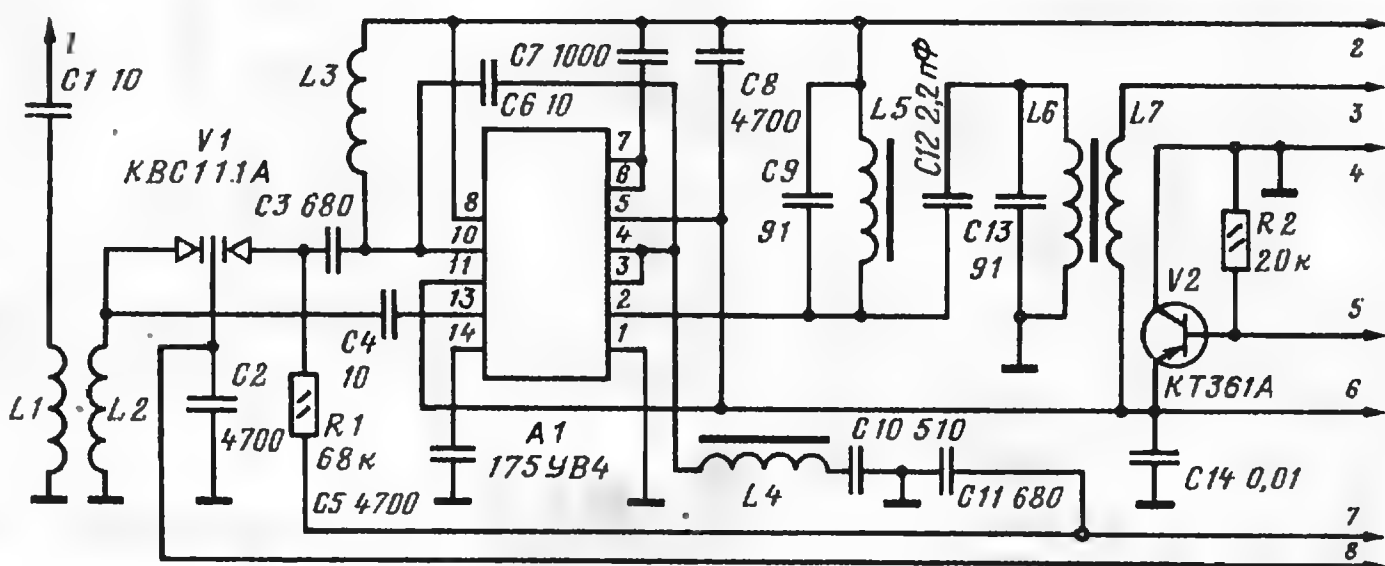 1
C1 10
V1
КВС111А
L3
C3 680
C7 1000
C6 10
C8
4700
7
6
5
4
3
2
1
8
10
11
13
14
C9
91
L5
C12 2,2 пФ
C13
91
L6
L7
R2
20к
V2
КТ361А
2
3
4
5
6
7
8
L1
L2
C2
4700
R1
68к
C4
10
C5 4700
A1
175УВ4
L4
C10 510
C11 680
C14 0,01